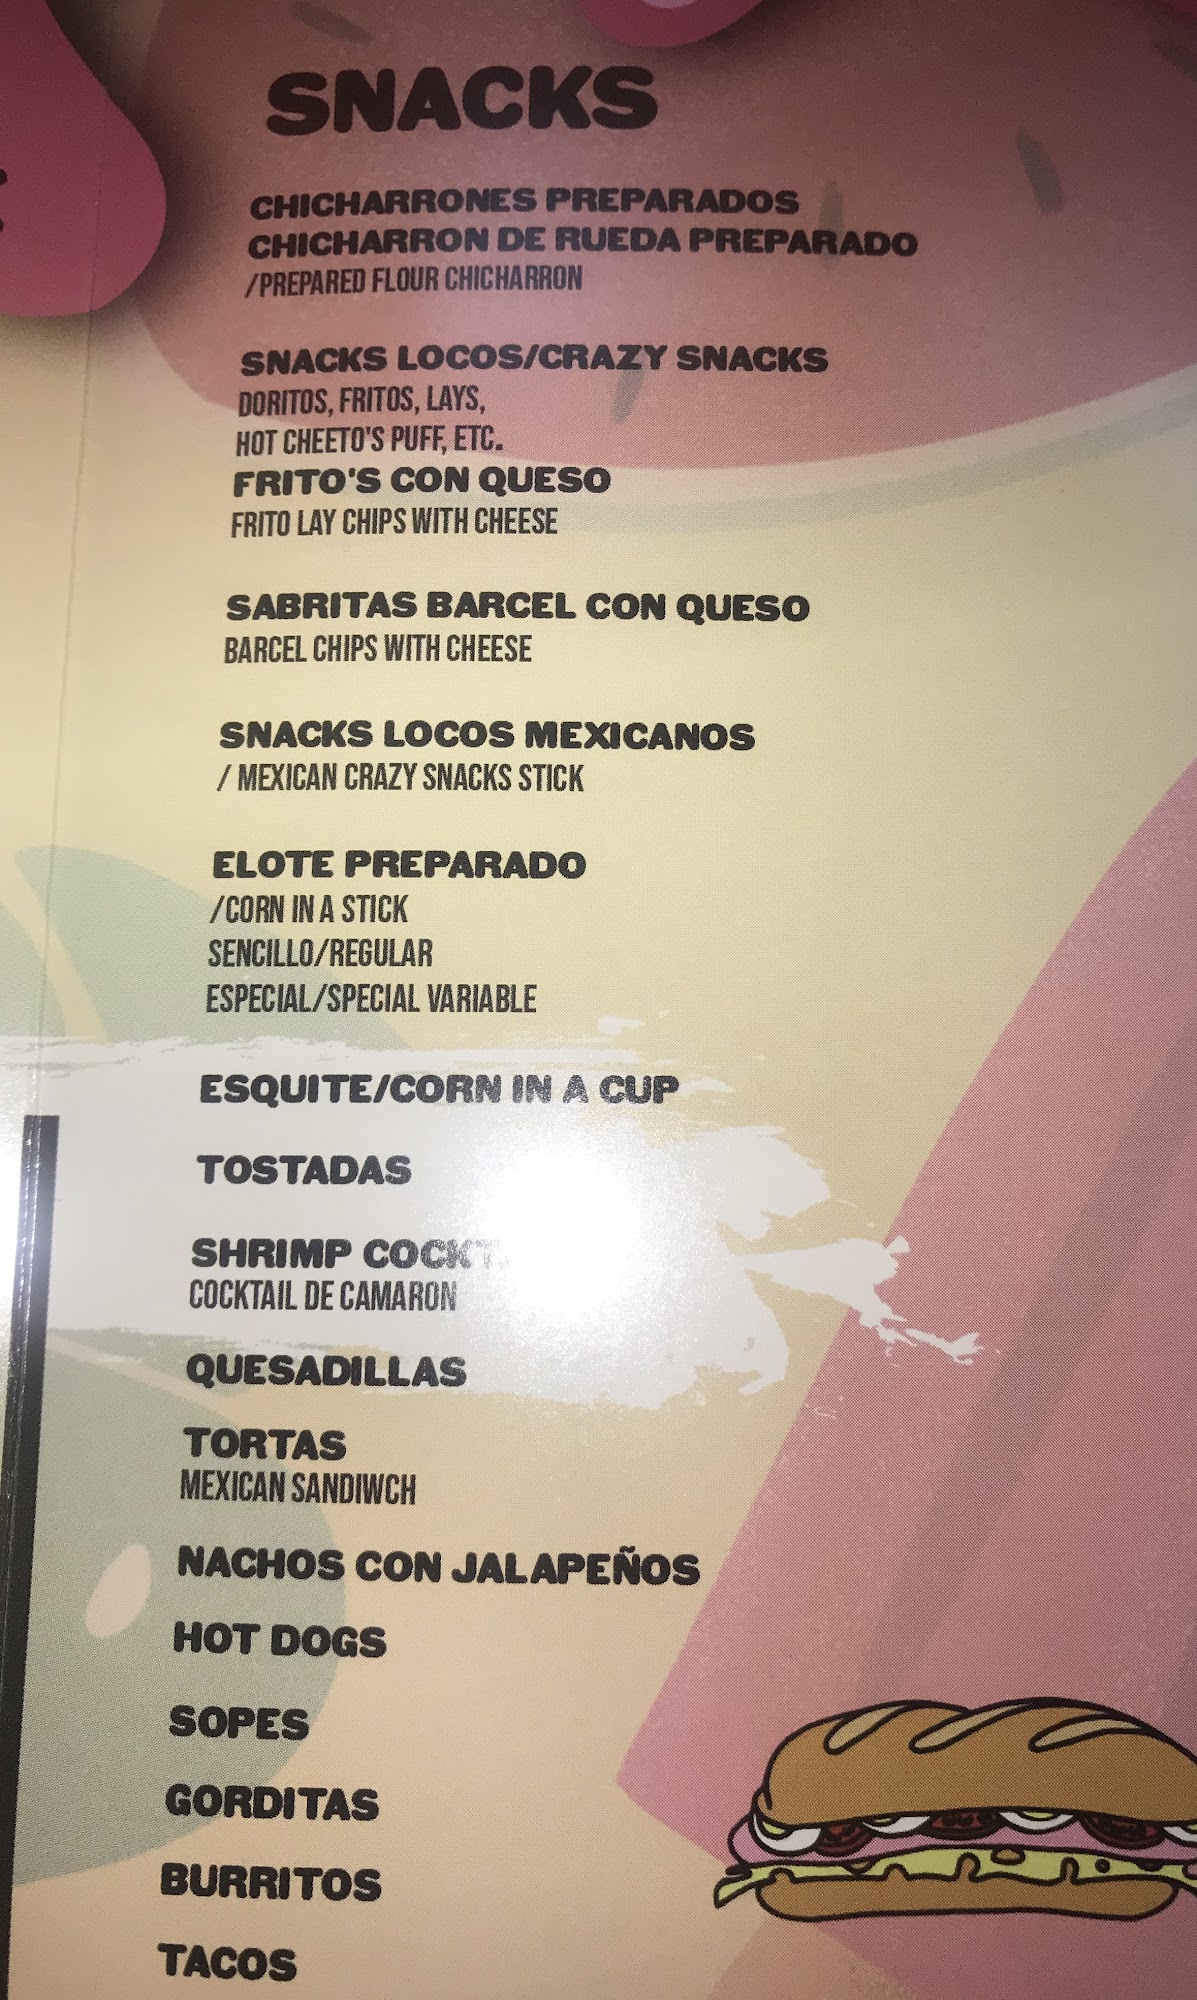 SNACKS
CHICHARRONES PREPARADOS
CHICHARRON DE RUEDA PREPARADO
/PREPARED FLOUR CHICHARRON
SNACKS LOCOS/CRAZY SNACKS
DORITOS, FRITOS, LAYS,
HOT CHEETO'S PUFF, ETC.
FRITO'S CON QUESO
FRITO LAY CHIPS WITH CHEESE
SABRITAS BARCEL CON QUESO
BARCEL CHIPS WITH CHEESE
SNACKS LOCOS MEXICANOS
/ MEXICAN CRAZY SNACKS STICK
ELOTE PREPARADO
/CORN IN A STICK
SENCILLO/REGULAR
ESPECIAL/SPECIAL VARIABLE
ESQUITE/CORN IN A CUP
TOSTADAS
SHRIMP
COCKTAIL DE CAMARON
QUESADILLAS
TORTAS
MEXICAN SANDIWCH
NACHOS CON JALAPEÑOS
HOT DOGS
SOPES
GORDITAS
BURRITOS
TACOS